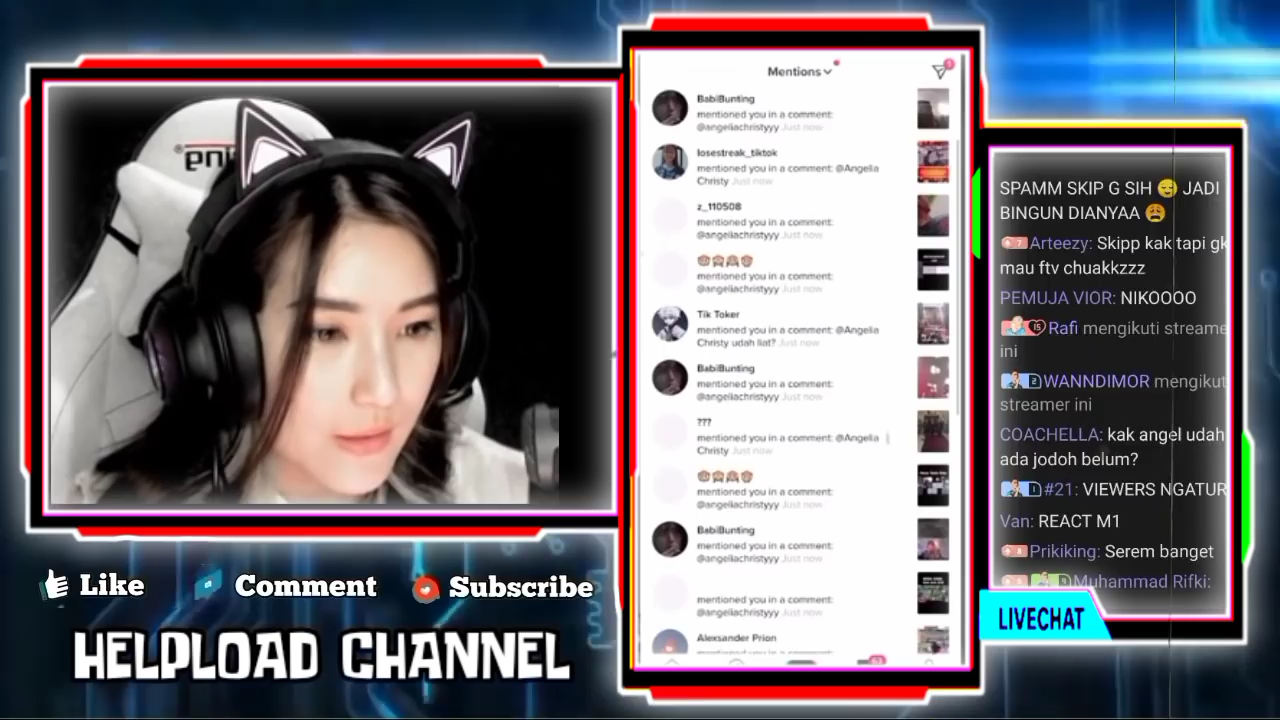 Mentions
1
BabiBunting
mentioned you in a comment:
@angeliachristyyy Just now
losestreak_tiktok
mentioned you in a comment: @Angelia
Christy Just now
z_110508
mentioned you in a comment:
@angeliachristyyy Just now
🙈🙈🙈🙈
mentioned you in a comment:
@angeliachristyyy Just now
Tik Toker
mentioned you in a comment: @Angelia
Christy udah liat? Just now
BabiBunting
mentioned you in a comment:
@angeliachristyyy Just now
???
mentioned you in a comment: @Angelia
Christy Just now
🙈🙈🙈🙈
mentioned you in a comment:
@angeliachristyyy Just now
BabiBunting
mentioned you in a comment:
@angeliachristyyy Just now
mentioned you in a comment:
@angeliachristyyy Just now
Aleksander Prion
SPAMM SKIP G SIH 😪 JADI
BINGUN DIANYAA 😩
7 Arteezy: Skipp kak tapi gk
mau ftv chuakkzzz
PEMUJA VIOR: NIKOOOO
15 Rafi mengikuti streame
ini
2 WANNDIMOR mengikut
streamer ini
COACHELLA: kak angel udah
ada jodoh belum?
1 #21: VIEWERS NGATUR
Van: REACT M1
8 Prikiking: Serem banget
Muhammad Rifki:
LIVECHAT
Like Comment Subscribe
HELPLOAD CHANNEL